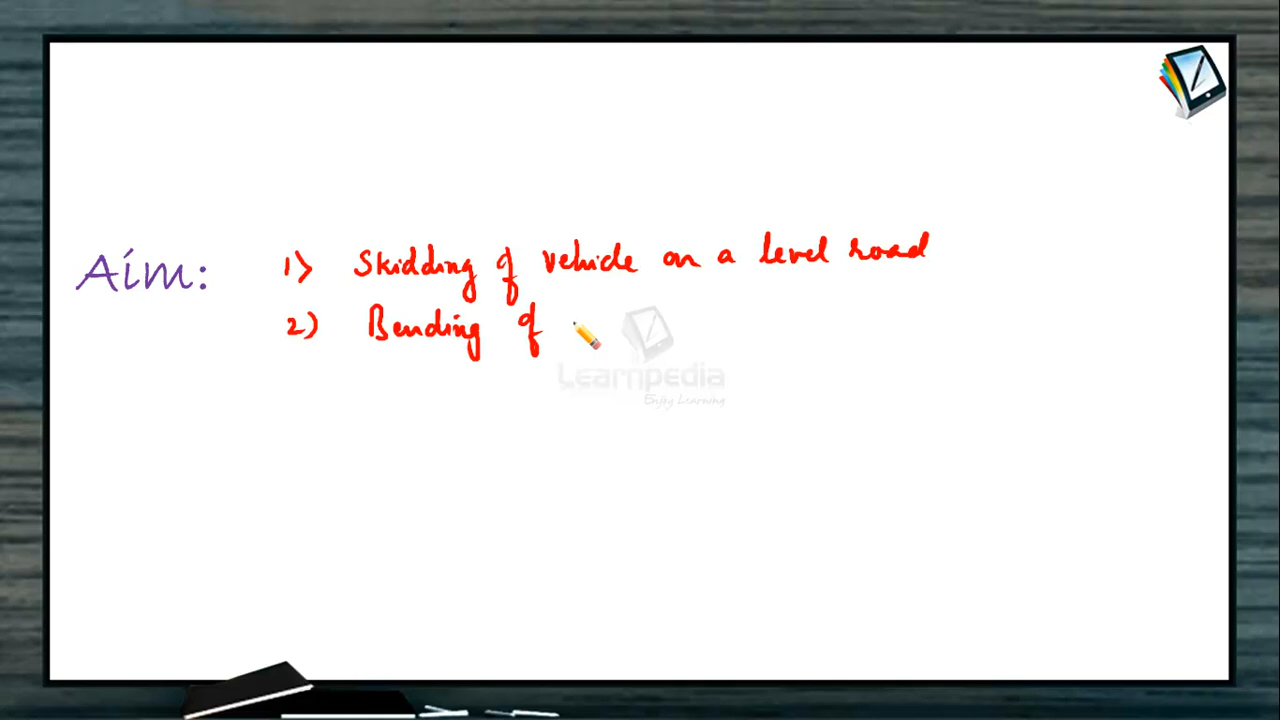 Aim: 1) Skidding of vehicle on a level road
2) Bending of
Learnpedia
Enjoy Learning